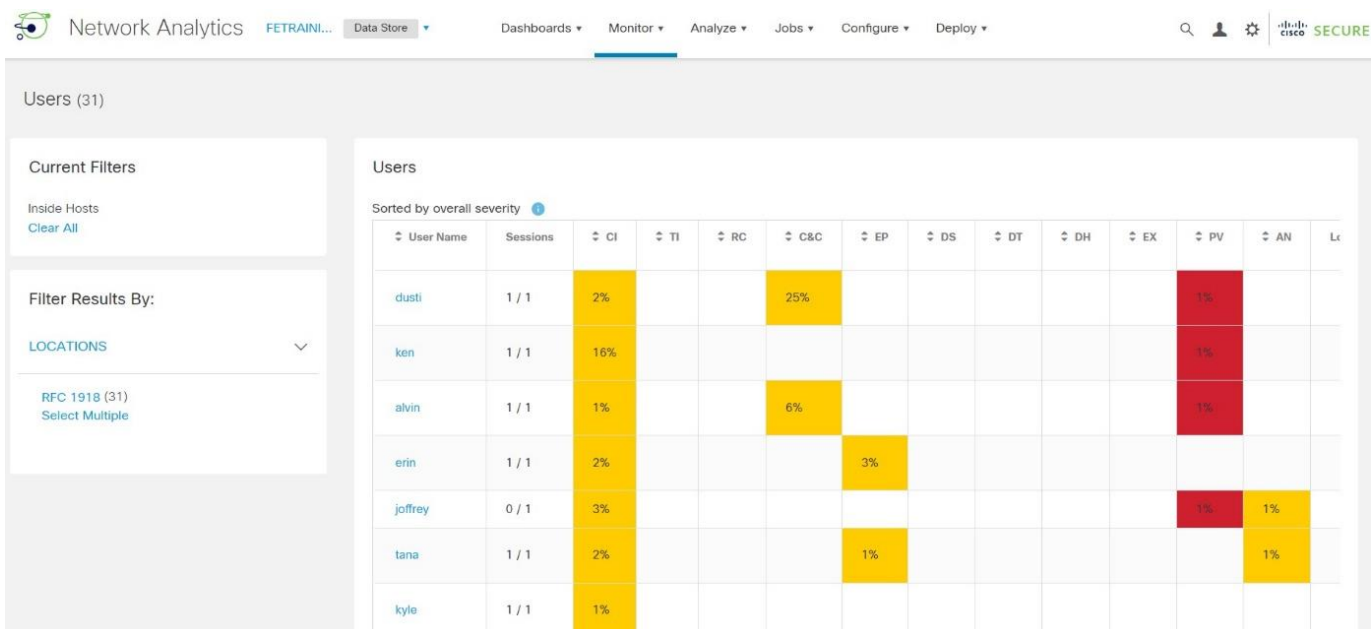 Network Analytics FETRAINI... Data Store Dashboards Monitor Analyze Jobs Configure Deploy CISCO SECURE
Users (31)
Current Filters
Inside Hosts
Clear All
Filter Results By:
LOCATIONS
RFC 1918 (31)
Select Multiple
Users
Sorted by overall severity
User Name Sessions CI TI RC C&C EP DS DT DH EX PV AN
dusti 1 / 1 2% 25% 1%
ken 1 / 1 16% 1%
alvin 1 / 1 1% 6% 1%
erin 1 / 1 2% 3%
joffrey 0 / 1 3% 1% 1%
tana 1 / 1 2% 1% 1%
kyle 1 / 1 1%